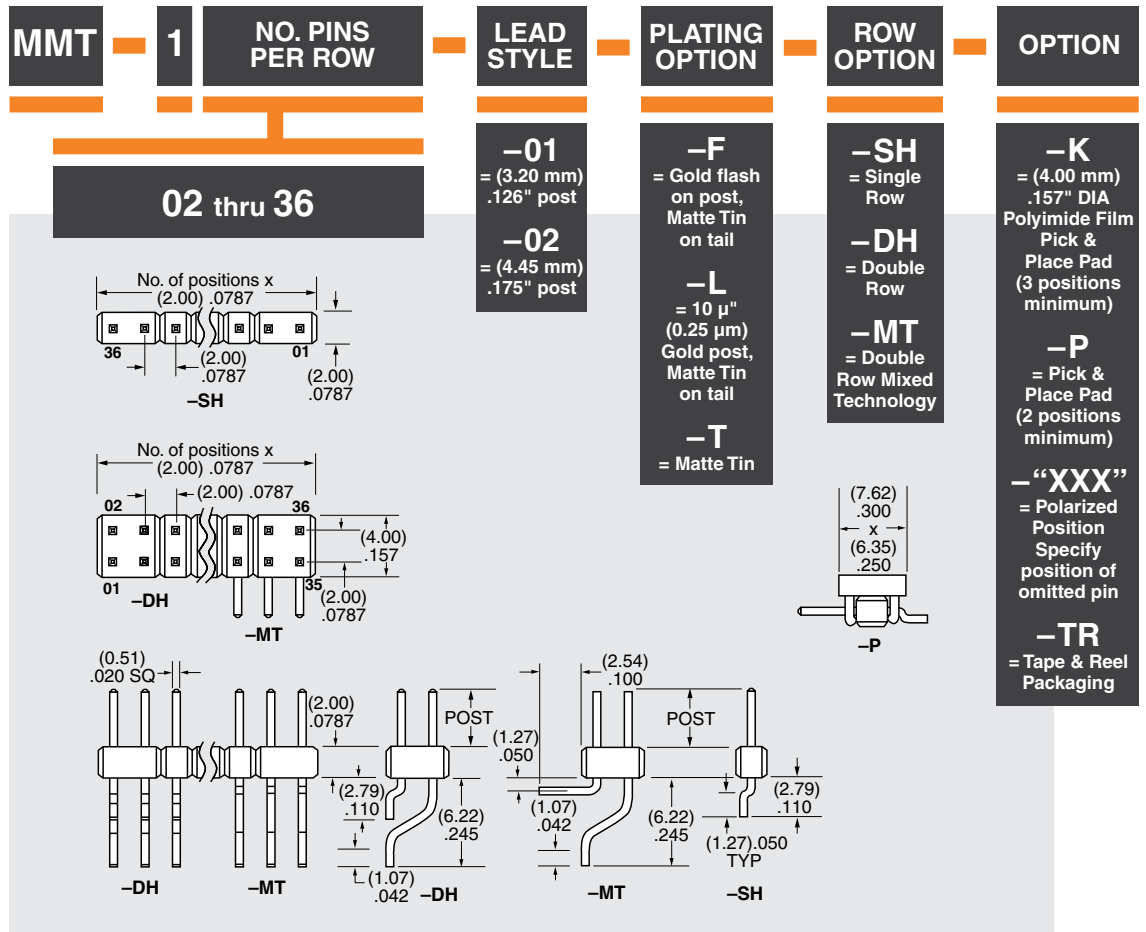 MMT
1
NO. PINS
PER ROW
LEAD
STYLE
PLATING
OPTION
ROW
OPTION
OPTION
02 thru 36
–01
= (3.20 mm)
.126" post
–02
= (4.45 mm)
.175" post
–F
= Gold flash
on post,
Matte Tin
on tail
–L
= 10 µ"
(0.25 µm)
Gold post,
Matte Tin
on tail
–T
= Matte Tin
–SH
= Single
Row
–DH
= Double
Row
–MT
= Double
Row Mixed
Technology
–K
= (4.00 mm)
.157" DIA
Polyimide Film
Pick &
Place Pad
(3 positions
minimum)
–P
= Pick &
Place Pad
(2 positions
minimum)
–“XXX”
= Polarized
Position
Specify
position of
omitted pin
–TR
= Tape & Reel
Packaging
No. of positions x
(2.00) .0787
36
01
(2.00)
.0787
(2.00)
.0787
–SH
No. of positions x
(2.00) .0787
02
(2.00) .0787
36
(4.00)
.157
01
35
–DH
(2.00)
.0787
–MT
(7.62)
.300
x
(6.35)
.250
–P
(0.51)
.020 SQ
(2.00)
.0787
–DH
–MT
POST
(2.79)
.110
(6.22)
.245
(1.07)
.042
–DH
(2.54)
.100
POST
(1.27)
.050
(1.07)
.042
(6.22)
.245
–MT
(2.79)
.110
(1.27).050
TYP
–SH